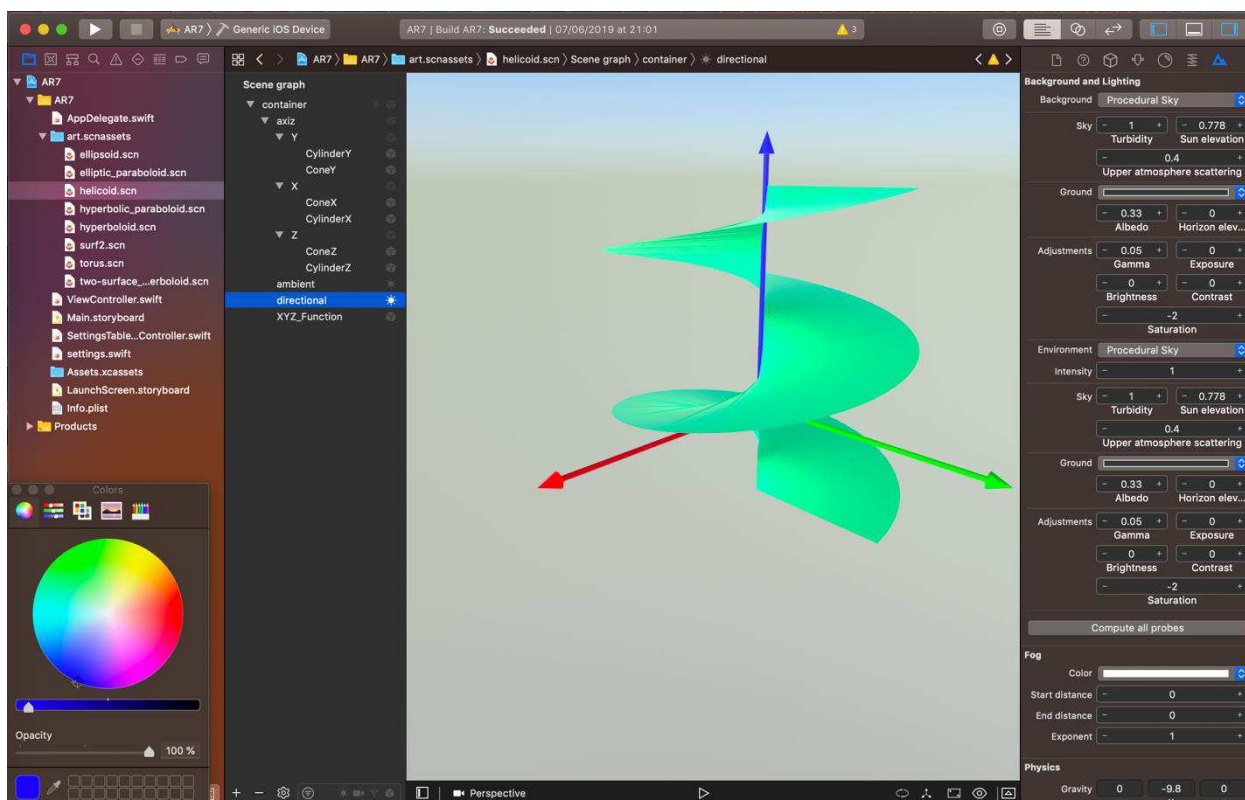 AR7 〉 Generic iOS Device
AR7 | Build AR7: Succeeded | 07/06/2019 at 21:01
3
AR7 〉 AR7 〉 art.scnassets 〉 helicoid.scn 〉 Scene graph 〉 container 〉 directional
AR7
AR7
AppDelegate.swift
art.scnassets
ellipsoid.scn
elliptic_paraboloid.scn
helicoid.scn
hyperbolic_paraboloid.scn
hyperboloid.scn
surf2.scn
torus.scn
two-surface_...erboloid.scn
ViewController.swift
Main.storyboard
SettingsTable...Controller.swift
settings.swift
Assets.xcassets
LaunchScreen.storyboard
Info.plist
Products
Colors
Opacity
100 %
Scene graph
container
axiz
Y
CylinderY
ConeY
X
ConeX
CylinderX
Z
ConeZ
CylinderZ
ambient
directional
XYZ_Function
Perspective
Background and Lighting
Background Procedural Sky
Sky − 1 + − 0.778 +
Turbidity Sun elevation
− 0.4 +
Upper atmosphere scattering
Ground
− 0.33 + − 0 +
Albedo Horizon elev...
Adjustments − 0.05 + − 0 +
Gamma Exposure
− 0 + − 0 +
Brightness Contrast
− -2 +
Saturation
Environment Procedural Sky
Intensity − 1 +
Sky − 1 + − 0.778 +
Turbidity Sun elevation
− 0.4 +
Upper atmosphere scattering
Ground
− 0.33 + − 0 +
Albedo Horizon elev...
Adjustments − 0.05 + − 0 +
Gamma Exposure
− 0 + − 0 +
Brightness Contrast
− -2 +
Saturation
Compute all probes
Fog
Color
Start distance − 0 +
End distance − 0 +
Exponent − 1 +
Physics
Gravity 0 -9.8 0